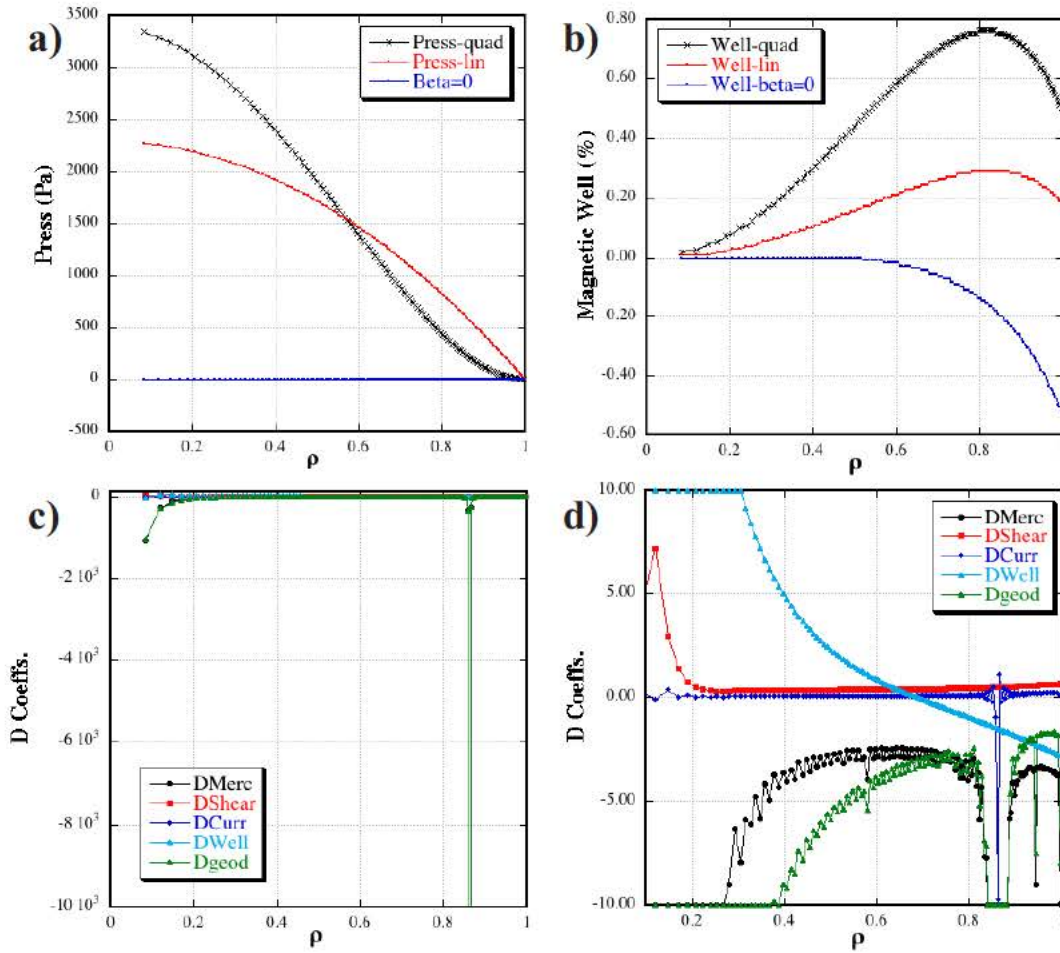 a)
3500
3000
2500
2000
1500
1000
500
0
-500
Press (Pa)
Press-quad
Press-lin
Beta=0
0
0.2
0.4
0.6
0.8
1
ρ
b)
0.80
0.60
0.40
0.20
0.00
0.20
-0.40
-0.60
Magnetic Well (%)
Well-quad
Well-lin
Well-beta=0
0
0.2
0.4
0.6
0.8
1
ρ
c)
0
-2 10³
-4 10³
-6 10³
-8 10³
-10 10³
D Coeffs.
DMerc
DShear
DCurr
DWell
Dgeod
0
0.2
0.4
0.6
0.8
1
ρ
d)
10.00
5.00
0.00
-5.00
-10.00
D Coeffs.
DMerc
DShear
DCurr
DWell
Dgeod
0.2
0.4
0.6
0.8
1
ρ